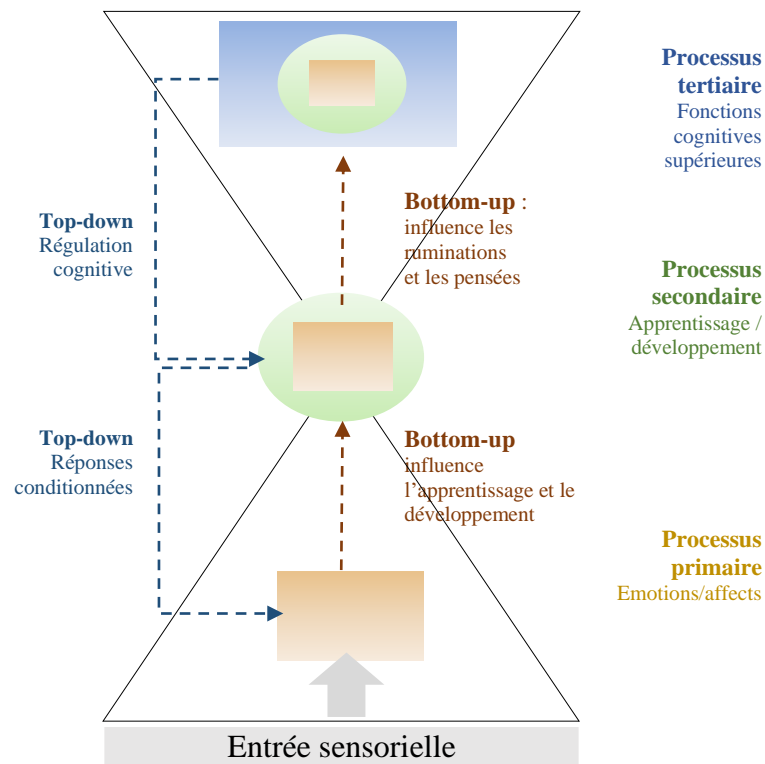 Processus
tertiaire
Fonctions
cognitives
supérieures
Bottom-up :
influence les
ruminations
et les pensées
Top-down
Régulation
cognitive
Processus
secondaire
Apprentissage /
développement
Top-down
Réponses
conditionnées
Bottom-up
influence
l’apprentissage et le
développement
Processus
primaire
Emotions/affects
Entrée sensorielle